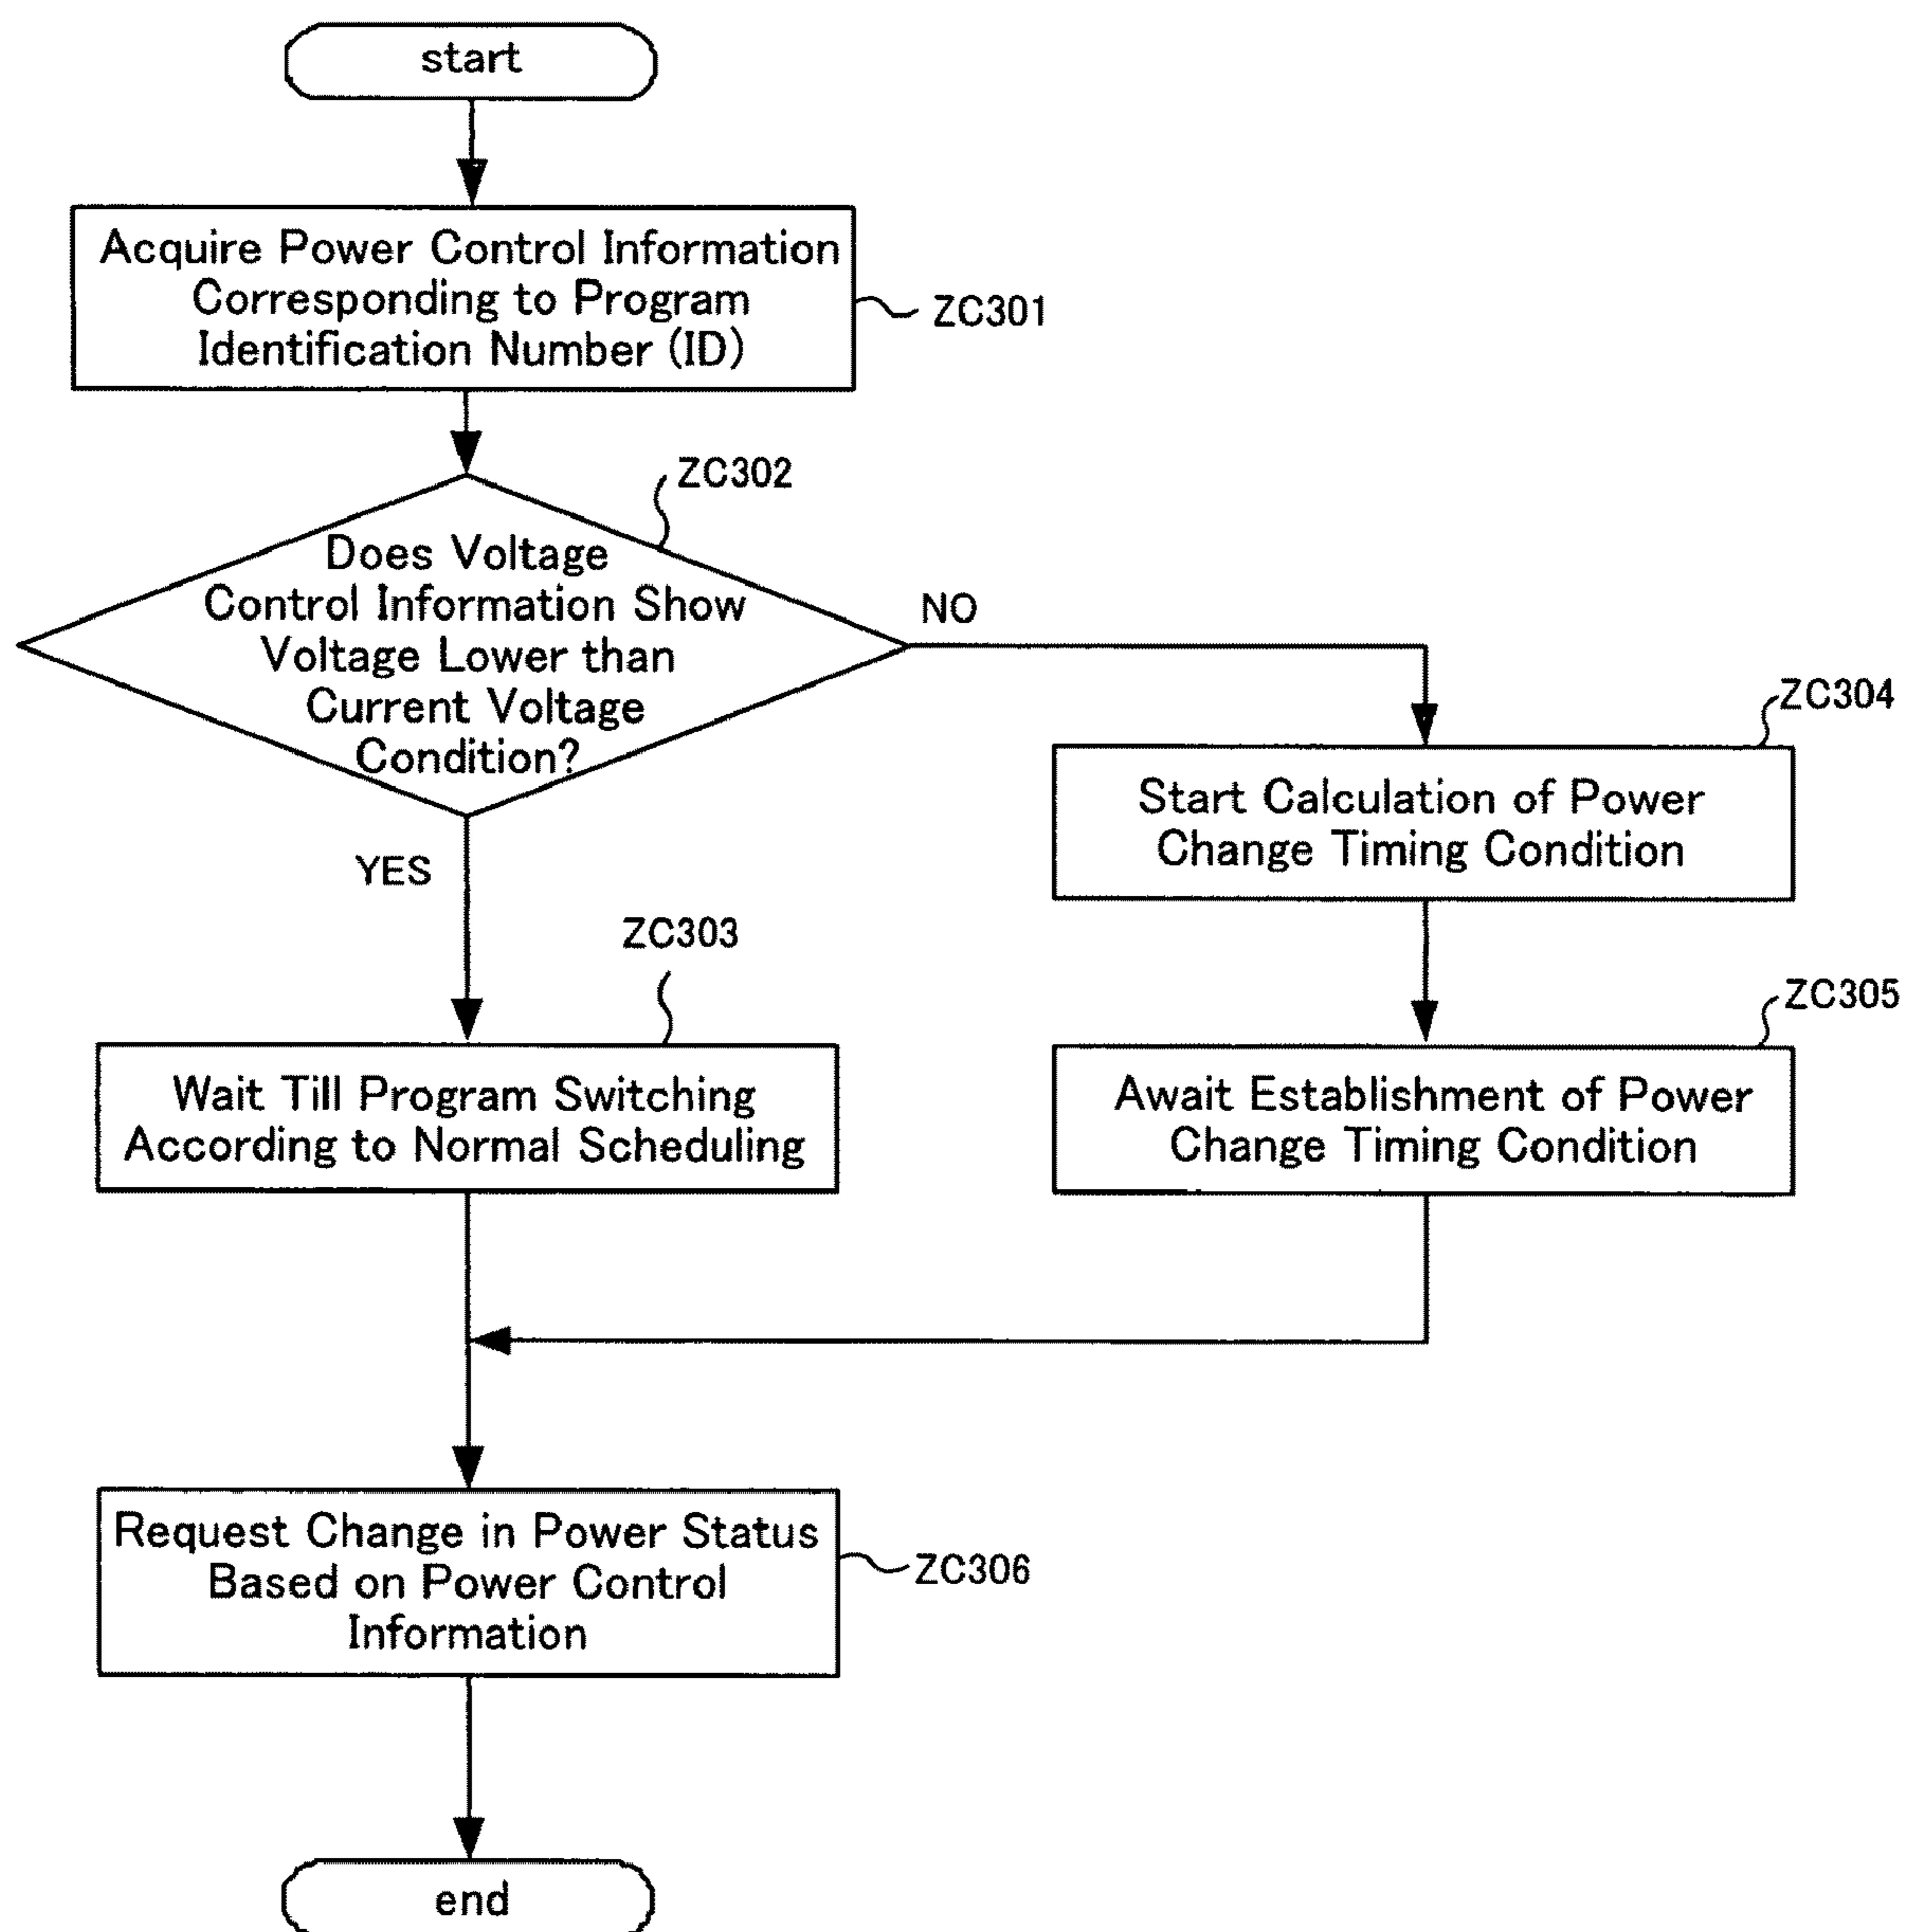 start
Acquire Power Control Information
Corresponding to Program
Identification Number (ID)
ZC301
ZC302
Does Voltage
Control Information Show
Voltage Lower than
Current Voltage
Condition?
NO
YES
ZC304
Start Calculation of Power
Change Timing Condition
ZC303
Wait Till Program Switching
According to Normal Scheduling
ZC305
Await Establishment of Power
Change Timing Condition
Request Change in Power Status
Based on Power Control
Information
ZC306
end